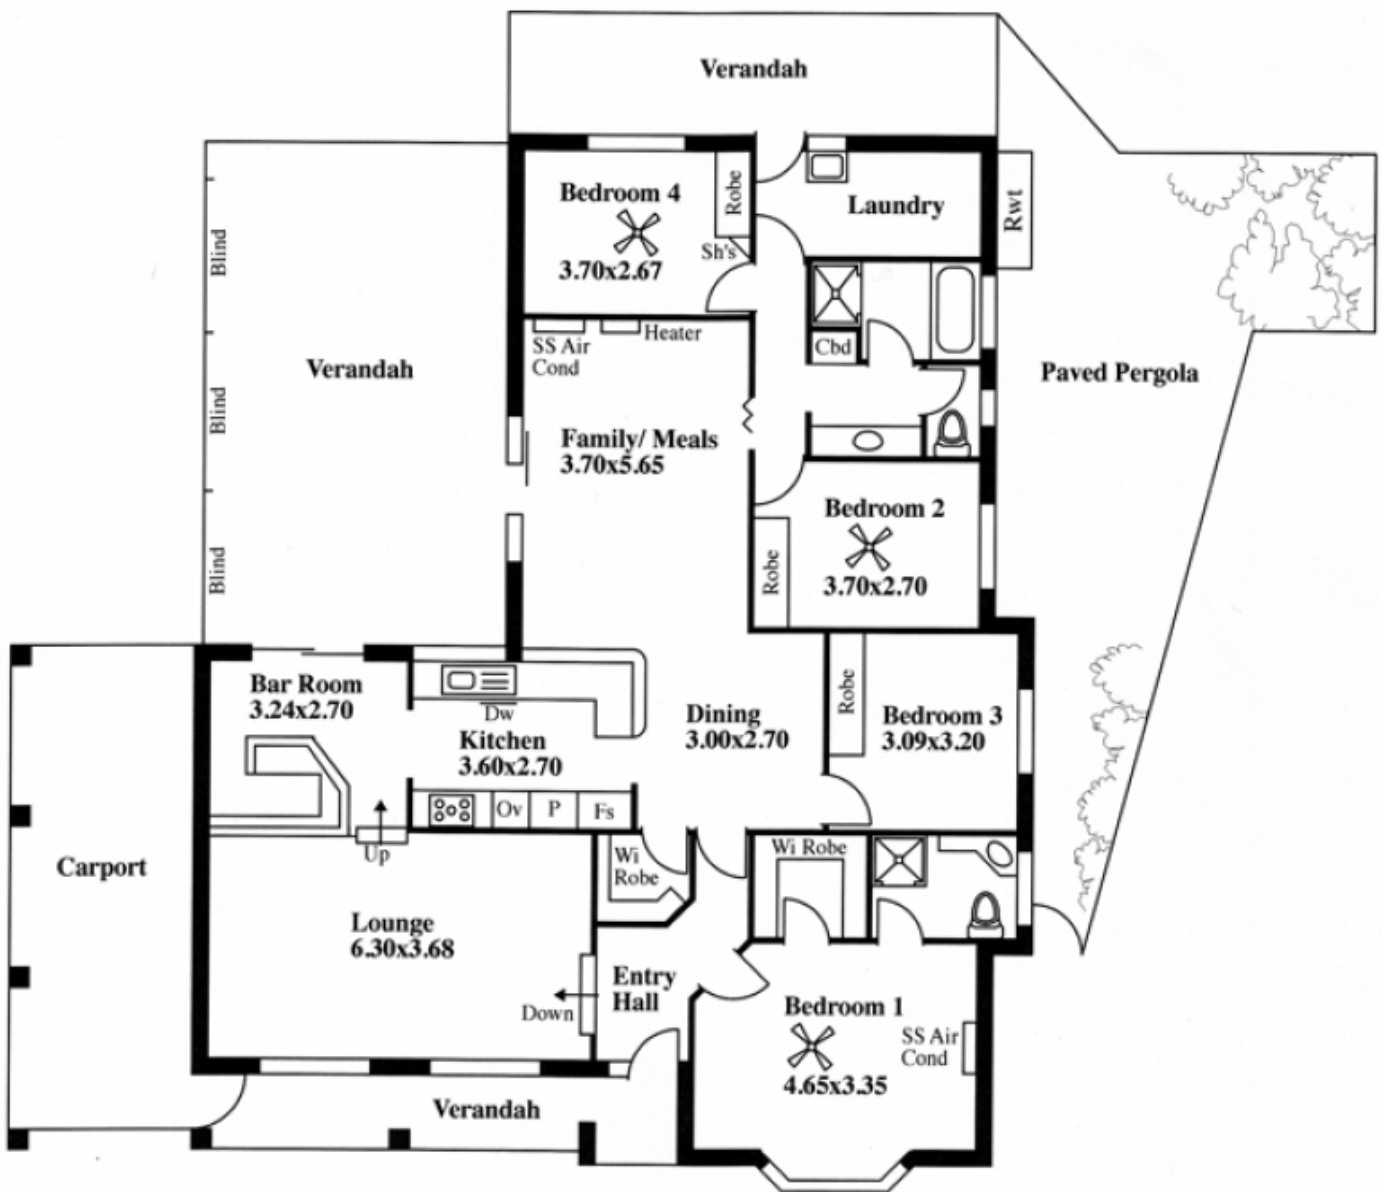 Verandah
Bedroom 4
3.70x2.67
Robe
Sh's
Laundry
Rwt
Blind
Blind
Blind
Verandah
SS Air
Cond
Heater
Cbd
Paved Pergola
Family/ Meals
3.70x5.65
Bedroom 2
3.70x2.70
Robe
Bar Room
3.24x2.70
Dw
Kitchen
3.60x2.70
Ov
P
Fs
Dining
3.00x2.70
Robe
Bedroom 3
3.09x3.20
Carport
Up
Lounge
6.30x3.68
Wi
Robe
Wi Robe
Entry
Hall
Down
Bedroom 1
4.65x3.35
SS Air
Cond
Verandah